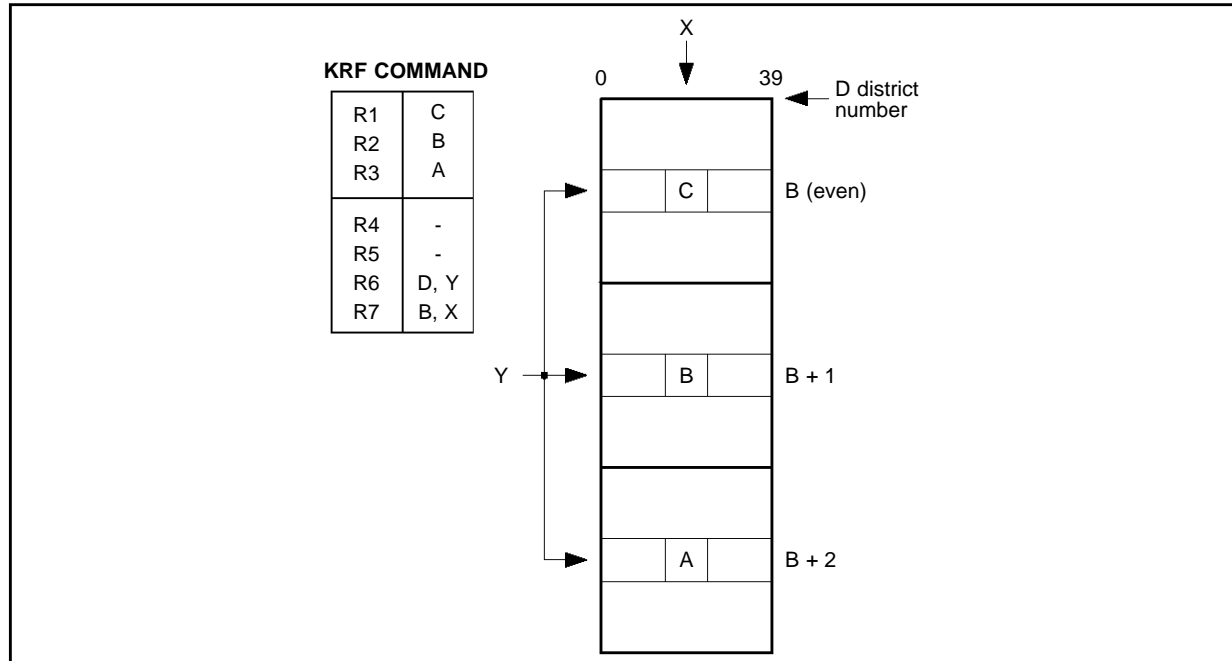 X
KRF COMMAND
0 39
D district
number
R1 C
R2 B
R3 A
R4 -
R5 -
R6 D, Y
R7 B, X
C B (even)
Y B B + 1
A B + 2